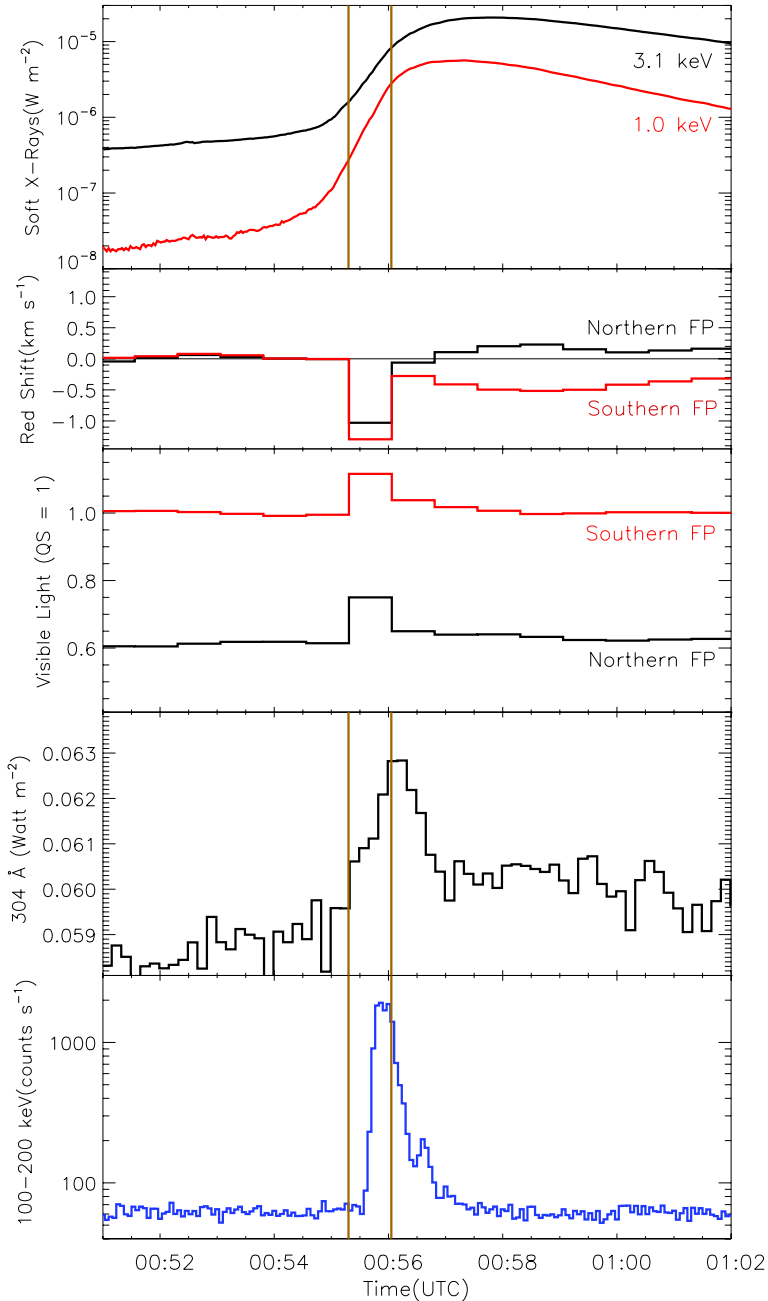 Soft X-Rays(W m⁻²)
10⁻⁵
10⁻⁶
10⁻⁷
10⁻⁸
3.1 keV
1.0 keV
Red Shift(km s⁻¹)
1.0
0.5
0.0
-0.5
-1.0
Northern FP
Southern FP
Visible Light (QS = 1)
1.0
0.8
0.6
Southern FP
Northern FP
304 Å (Watt m⁻²)
0.063
0.062
0.061
0.060
0.059
100-200 keV(counts s⁻¹)
1000
100
00:52 00:54 00:56 00:58 01:00 01:02
Time(UTC)